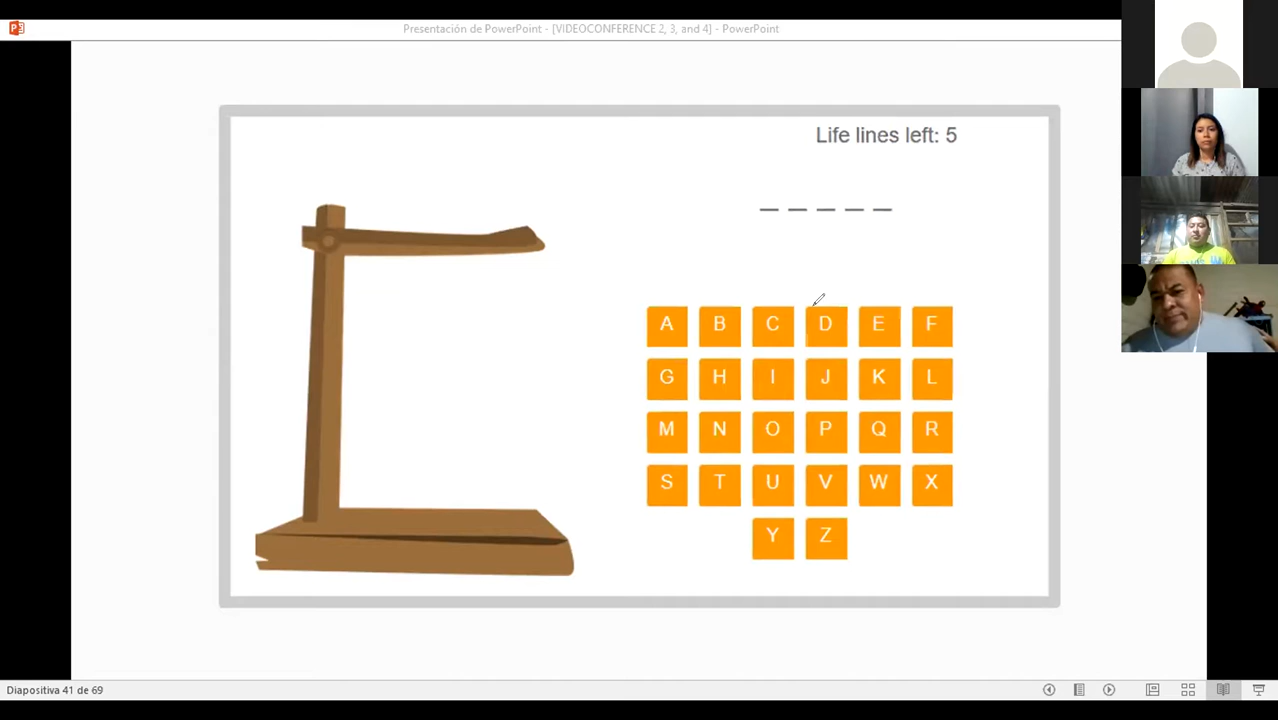 Presentación de PowerPoint - [VIDEOCONFERENCE 2, 3, and 4] - PowerPoint
Life lines left: 5
A B C D E F
G H I J K L
M N O P Q R
S T U V W X
Y Z
Diapositiva 41 de 69